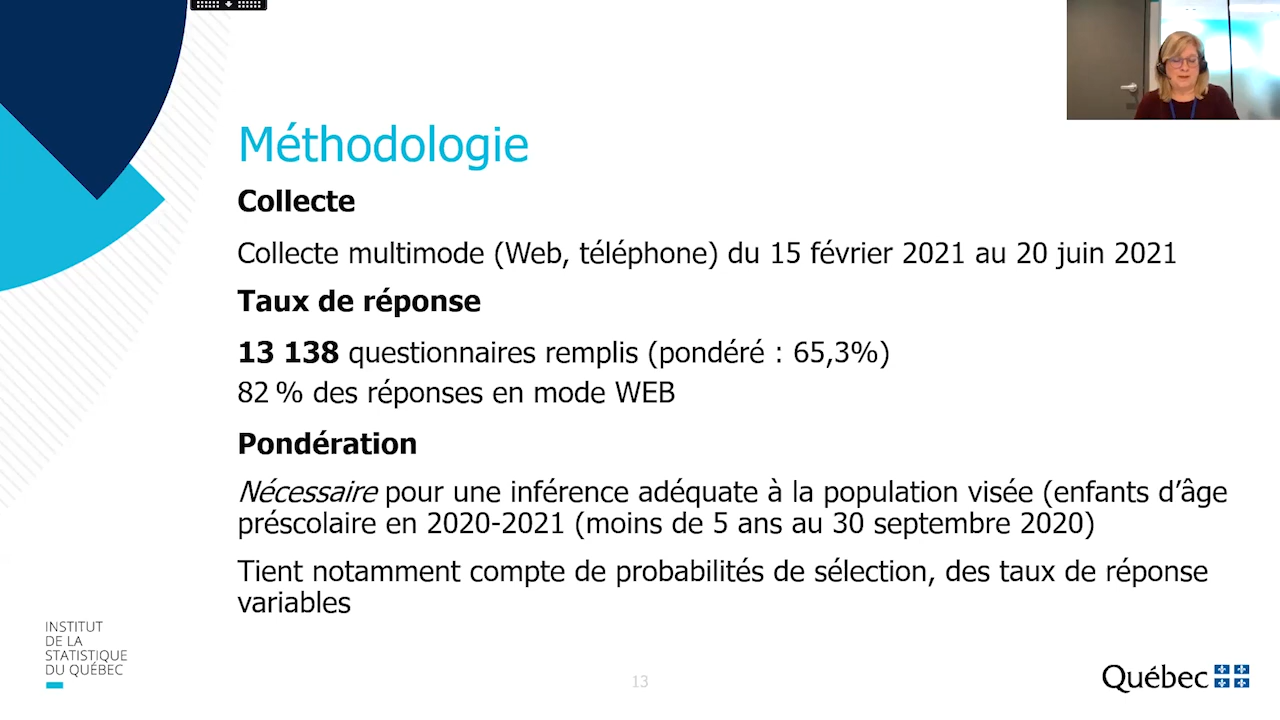 Méthodologie
Collecte
Collecte multimode (Web, téléphone) du 15 février 2021 au 20 juin 2021
Taux de réponse
13 138 questionnaires remplis (pondéré : 65,3%)
82 % des réponses en mode WEB
Pondération
Nécessaire pour une inférence adéquate à la population visée (enfants d’âge
préscolaire en 2020-2021 (moins de 5 ans au 30 septembre 2020)
Tient notamment compte de probabilités de sélection, des taux de réponse
variables
INSTITUT
DE LA
STATISTIQUE
DU QUÉBEC
13
Québec